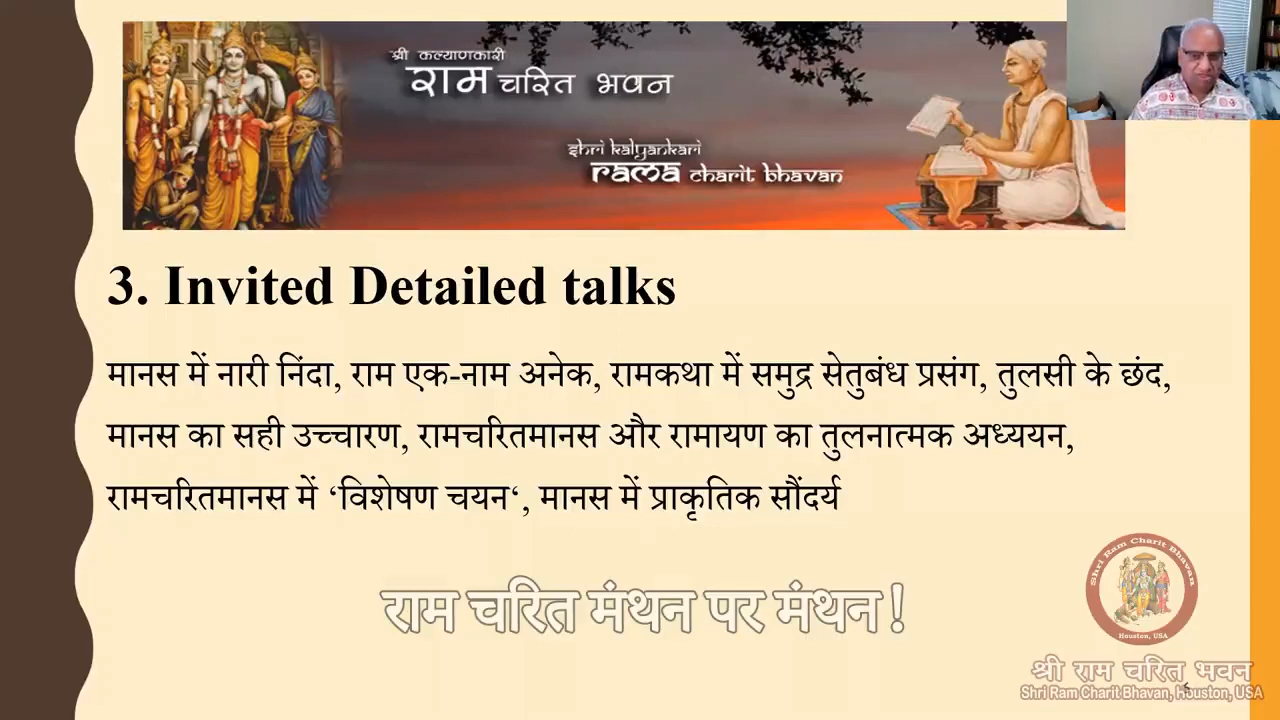 श्री कल्याणकारी
राम चरित भवन
shri kalyankari
rama charit bhavan
3. Invited Detailed talks
मानस में नारी निंदा, राम एक-नाम अनेक, रामकथा में समुद्र सेतुबंध प्रसंग, तुलसी के छंद,
मानस का सही उच्चारण, रामचरितमानस और रामायण का तुलनात्मक अध्ययन,
रामचरितमानस में ‘विशेषण चयन‘, मानस में प्राकृतिक सौंदर्य
राम चरित मंथन पर मंथन!
Shri Ram Charit Bhavan
Houston, USA
श्री राम चरित भवन
Shri Ram Charit Bhavan, Houston, USA